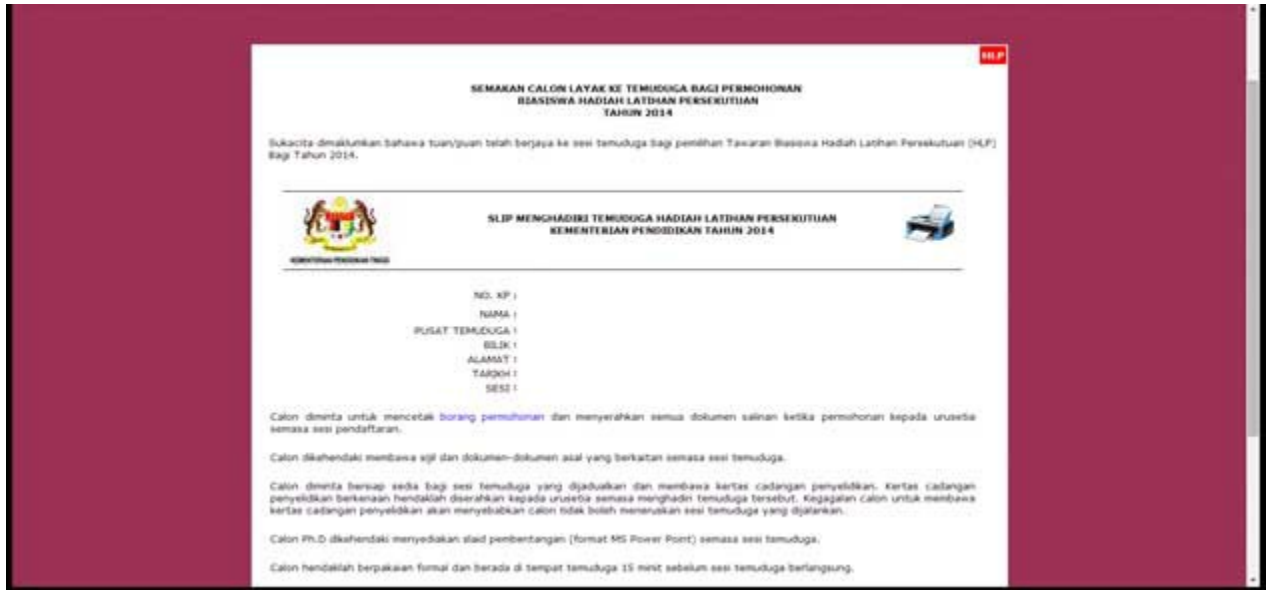 HLP
SEMAKAN CALON LAYAK KE TEMUDUGA BAGI PERMOHONAN
BIASISWA HADIAH LATIHAN PERSEKUTUAN
TAHUN 2014
Sukacita dimaklumkan bahawa tuan/puan telah berjaya ke sesi temuduga bagi pemilihan Tawaran Biasiswa Hadiah Latihan Persekutuan (HLP)
Bagi Tahun 2014.
SLIP MENGHADIRI TEMUDUGA HADIAH LATIHAN PERSEKUTUAN
KEMENTERIAN PENDIDIKAN TAHUN 2014
KEMENTERIAN PENDIDIKAN TINGGI
NO. KP :
NAMA :
PUSAT TEMUDUGA :
BILIK :
ALAMAT :
TARIKH :
SESI :
Calon diminta untuk mencetak borang permohonan dan menyerahkan semua dokumen salinan ketika permohonan kepada urusetia
semasa sesi pendaftaran.
Calon dikehendaki membawa sijil dan dokumen-dokumen asal yang berkaitan semasa sesi temuduga.
Calon diminta bersiap sedia bagi sesi temuduga yang dijadualkan dan membawa kertas cadangan penyelidikan. Kertas cadangan
penyelidikan berkenaan hendaklah diserahkan kepada urusetia semasa menghadiri temuduga tersebut. Kegagalan calon untuk membawa
kertas cadangan penyelidikan akan menyebabkan calon tidak boleh meneruskan sesi temuduga yang dijalankan.
Calon Ph.D dikehendaki menyediakan slaid pembentangan (format MS Power Point) semasa sesi temuduga.
Calon hendaklah berpakaian formal dan berada di tempat temuduga 15 minit sebelum sesi temuduga berlangsung.